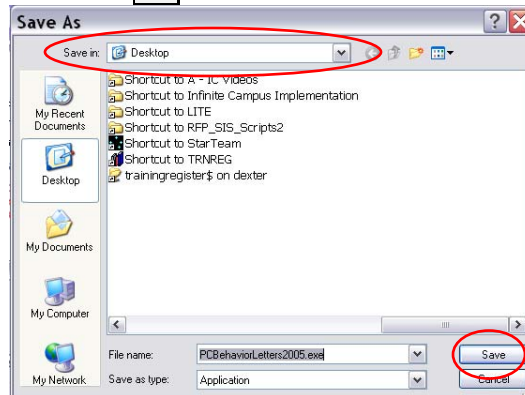 Save As
Save in: Desktop
My Recent
Documents
Desktop
My Documents
My Computer
My Network
Shortcut to A - IC Videos
Shortcut to Infinite Campus Implementation
Shortcut to LITE
Shortcut to RFP_SIS_Scripts2
Shortcut to StarTeam
Shortcut to TRNREG
trainingregister$ on dexter
File name: PCBehaviorLetters2005.exe Save
Save as type: Application Cancel